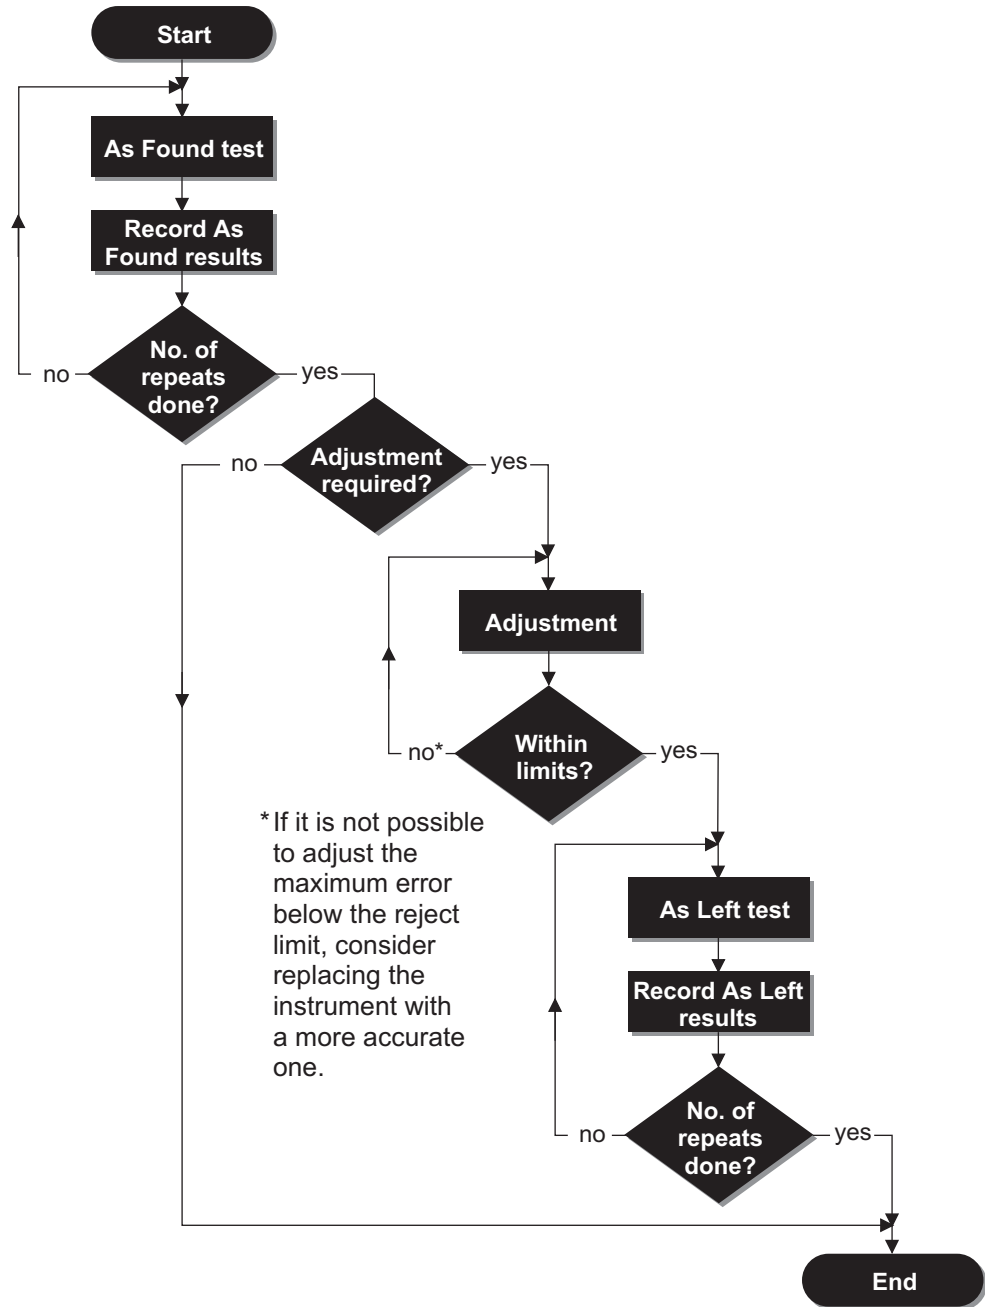 Start
As Found test
Record As
Found results
No. of
repeats
done?
no
yes
Adjustment
required?
no
yes
Adjustment
Within
limits?
no*
yes
*If it is not possible
to adjust the
maximum error
below the reject
limit, consider
replacing the
instrument with
a more accurate
one.
As Left test
Record As Left
results
No. of
repeats
done?
no
yes
End